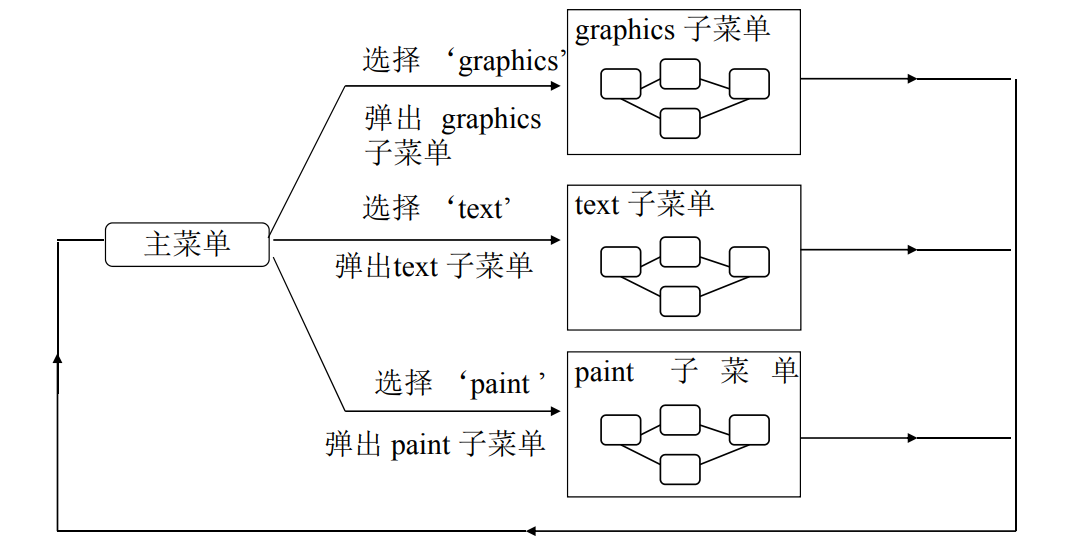 graphics 子菜单
选择 ‘graphics’
弹出 graphics
子菜单
选择 ‘text’
text 子菜单
主菜单
弹出text 子菜单
paint 子 菜 单
选择 ‘paint ’
弹出 paint 子菜单